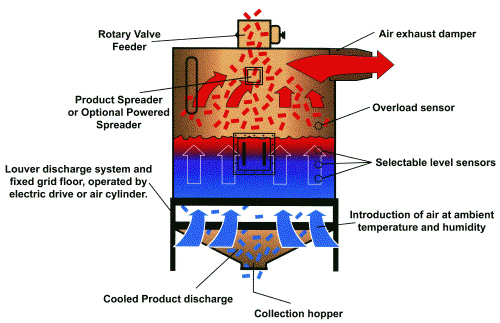 Rotary Valve
Feeder
Air exhaust damper
Product Spreader
or Optional Powered
Spreader
Overload sensor
Louver discharge system and
fixed grid floor, operated by
electric drive or air cylinder.
Selectable level sensors
Introduction of air at ambient
temperature and humidity
Cooled Product discharge
Collection hopper